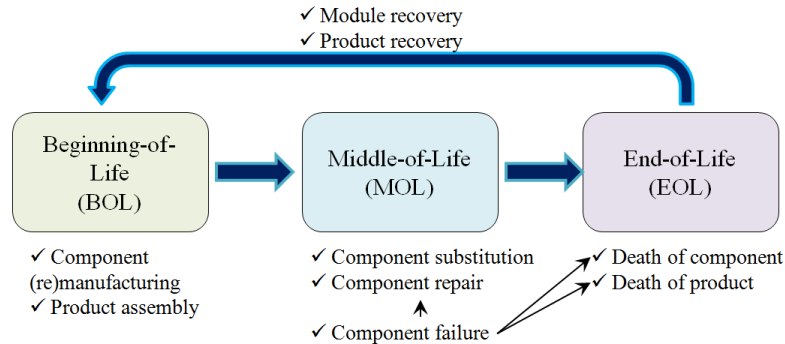 ✓ Module recovery
✓ Product recovery
Beginning-of-
Life
(BOL)
Middle-of-Life
(MOL)
End-of-Life
(EOL)
✓ Component
(re)manufacturing
✓ Product assembly
✓ Component substitution
✓ Component repair
✓ Component failure
✓ Death of component
✓ Death of product